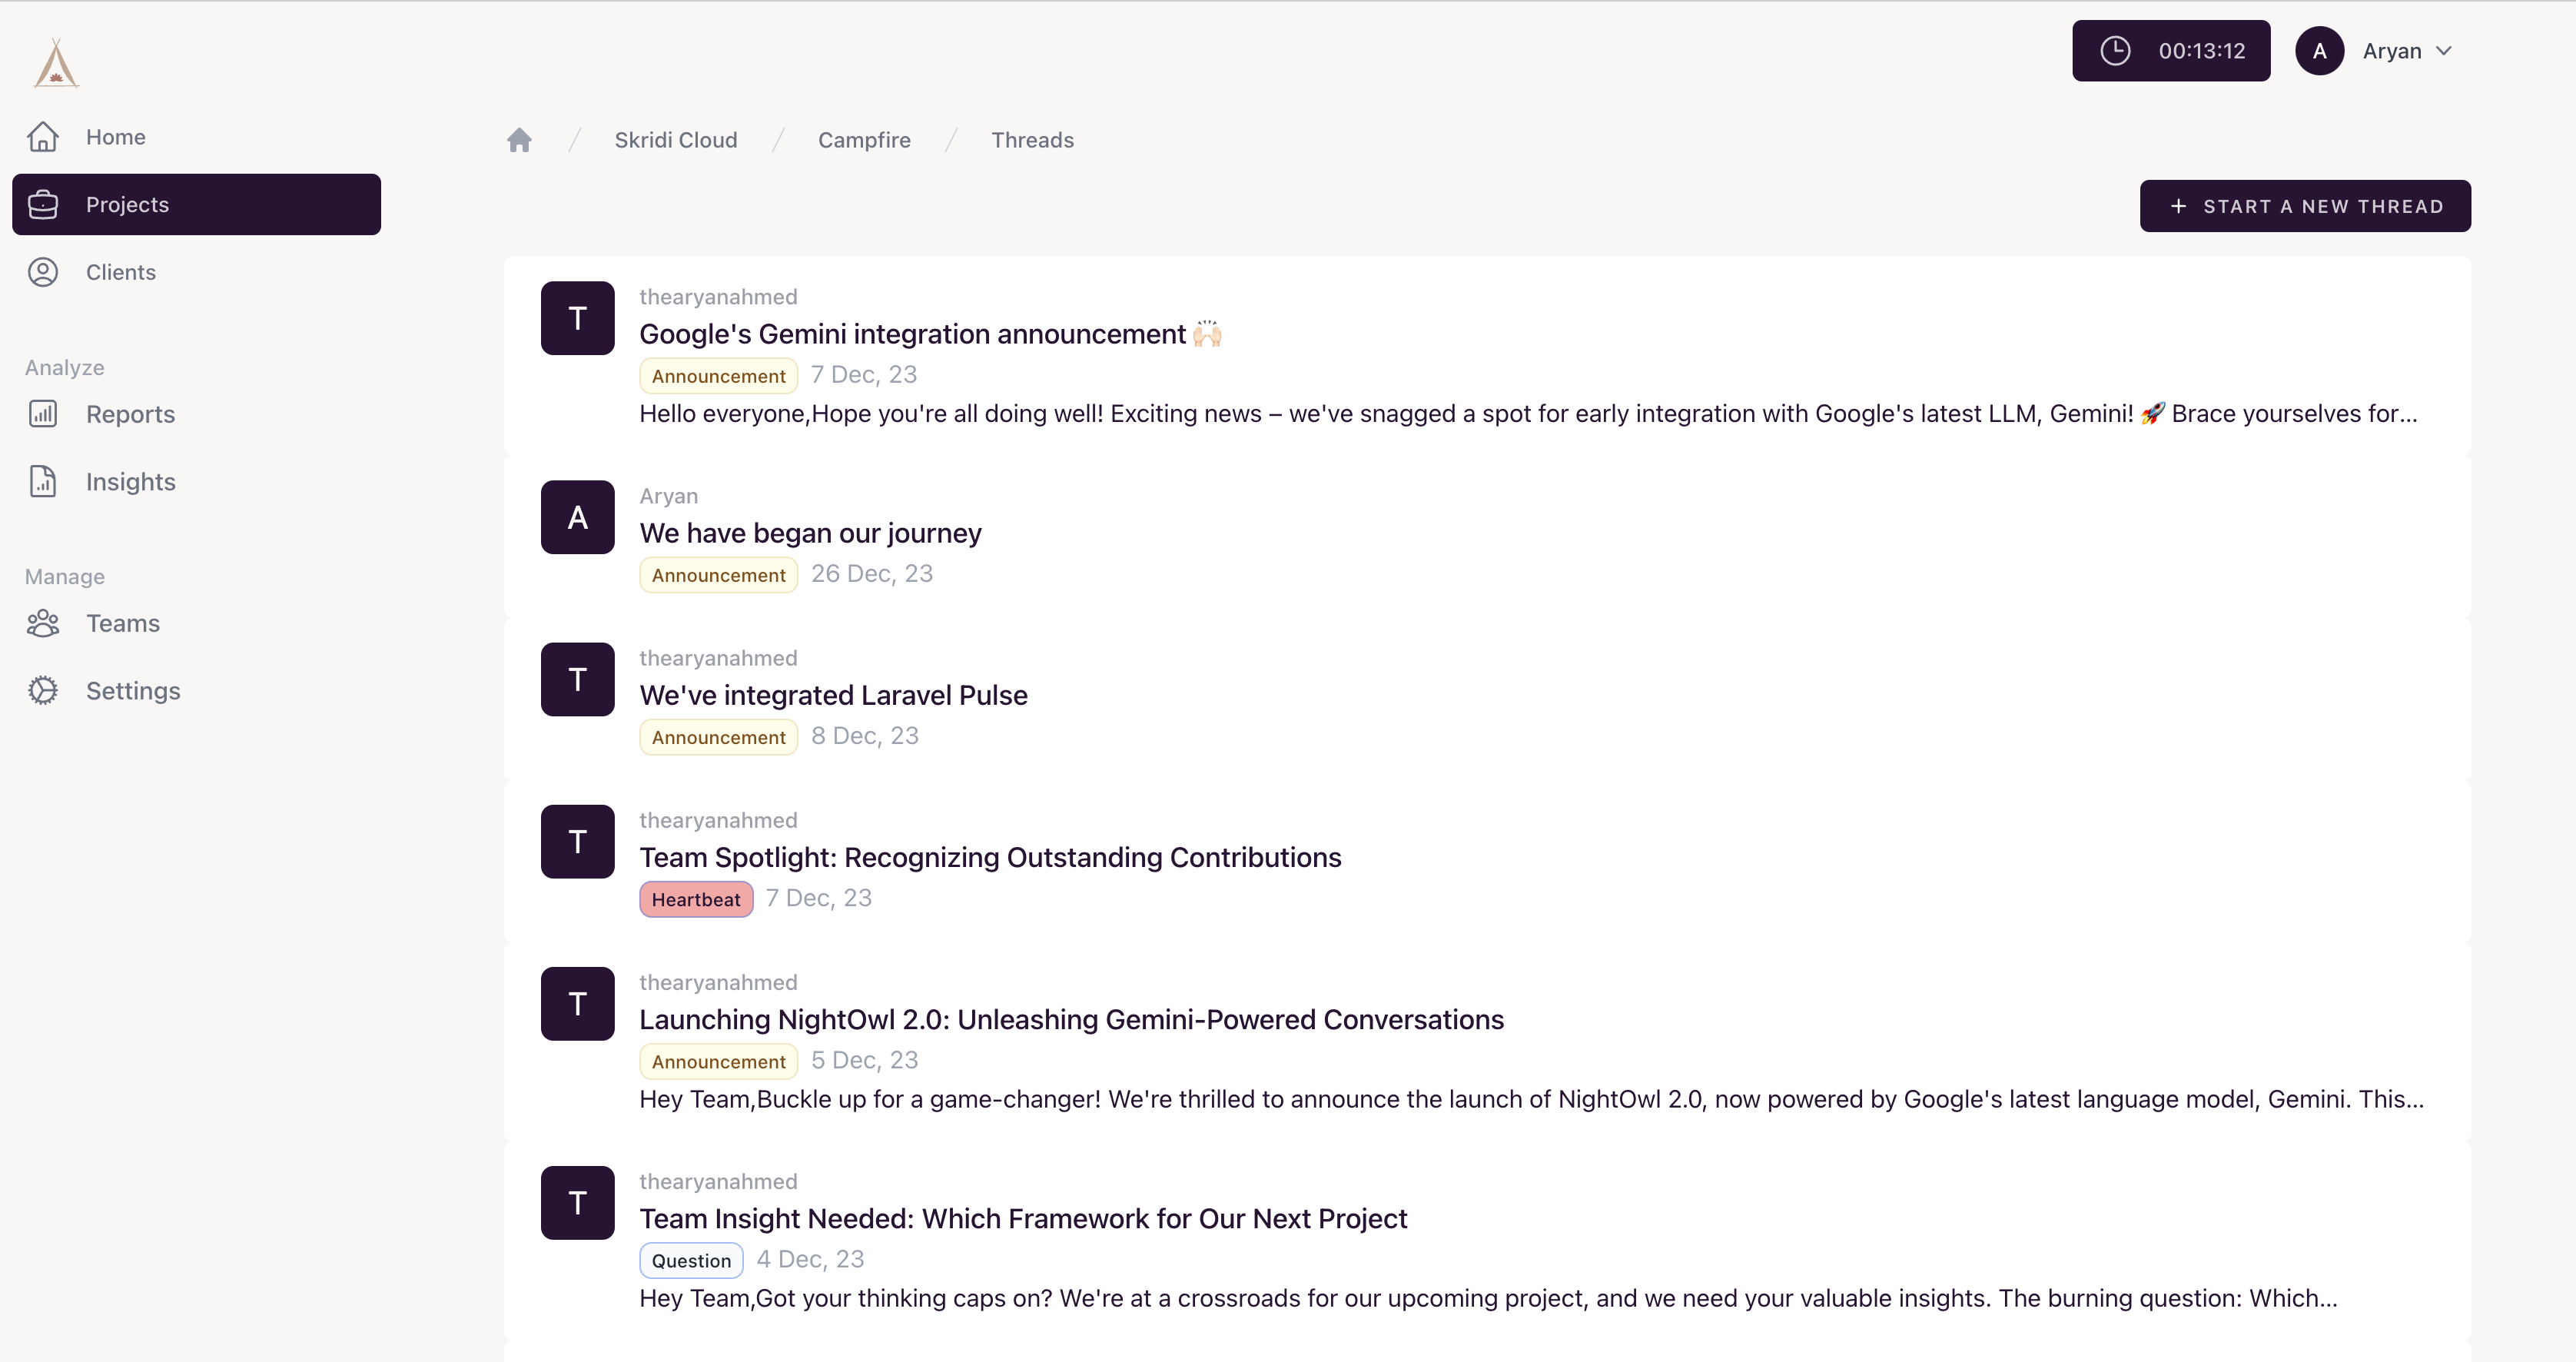 00:13:12
A
Aryan
Home
Projects
Clients
Analyze
Reports
Insights
Manage
Teams
Settings
/ Skridi Cloud / Campfire / Threads
+ START A NEW THREAD
T
thearyanahmed
Google's Gemini integration announcement 🙌🏻
Announcement 7 Dec, 23
Hello everyone,Hope you're all doing well! Exciting news – we've snagged a spot for early integration with Google's latest LLM, Gemini! 🚀 Brace yourselves for...
A
Aryan
We have began our journey
Announcement 26 Dec, 23
T
thearyanahmed
We've integrated Laravel Pulse
Announcement 8 Dec, 23
T
thearyanahmed
Team Spotlight: Recognizing Outstanding Contributions
Heartbeat 7 Dec, 23
T
thearyanahmed
Launching NightOwl 2.0: Unleashing Gemini-Powered Conversations
Announcement 5 Dec, 23
Hey Team,Buckle up for a game-changer! We're thrilled to announce the launch of NightOwl 2.0, now powered by Google's latest language model, Gemini. This...
T
thearyanahmed
Team Insight Needed: Which Framework for Our Next Project
Question 4 Dec, 23
Hey Team,Got your thinking caps on? We're at a crossroads for our upcoming project, and we need your valuable insights. The burning question: Which...